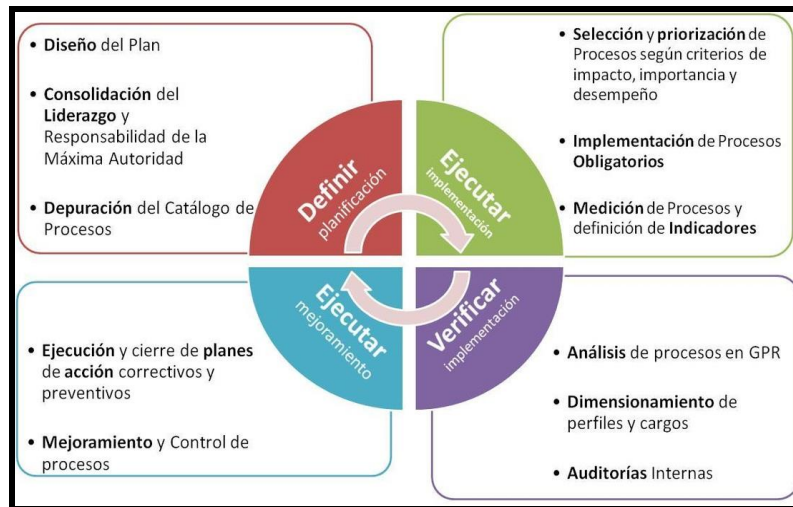 • Diseño del Plan
• Consolidación del
Liderazgo y
Responsabilidad de la
Máxima Autoridad
• Depuración del Catálogo de
Procesos
Definir
planificación
Ejecutar
implementación
• Selección y priorización de
Procesos según criterios de
impacto, importancia y
desempeño
• Implementación de Procesos
Obligatorios
• Medición de Procesos y
definición de Indicadores
• Ejecución y cierre de planes
de acción correctivos y
preventivos
• Mejoramiento y Control de
procesos
Ejecutar
mejoramiento
Verificar
implementación
• Análisis de procesos en GPR
• Dimensionamiento de
perfiles y cargos
• Auditorías Internas